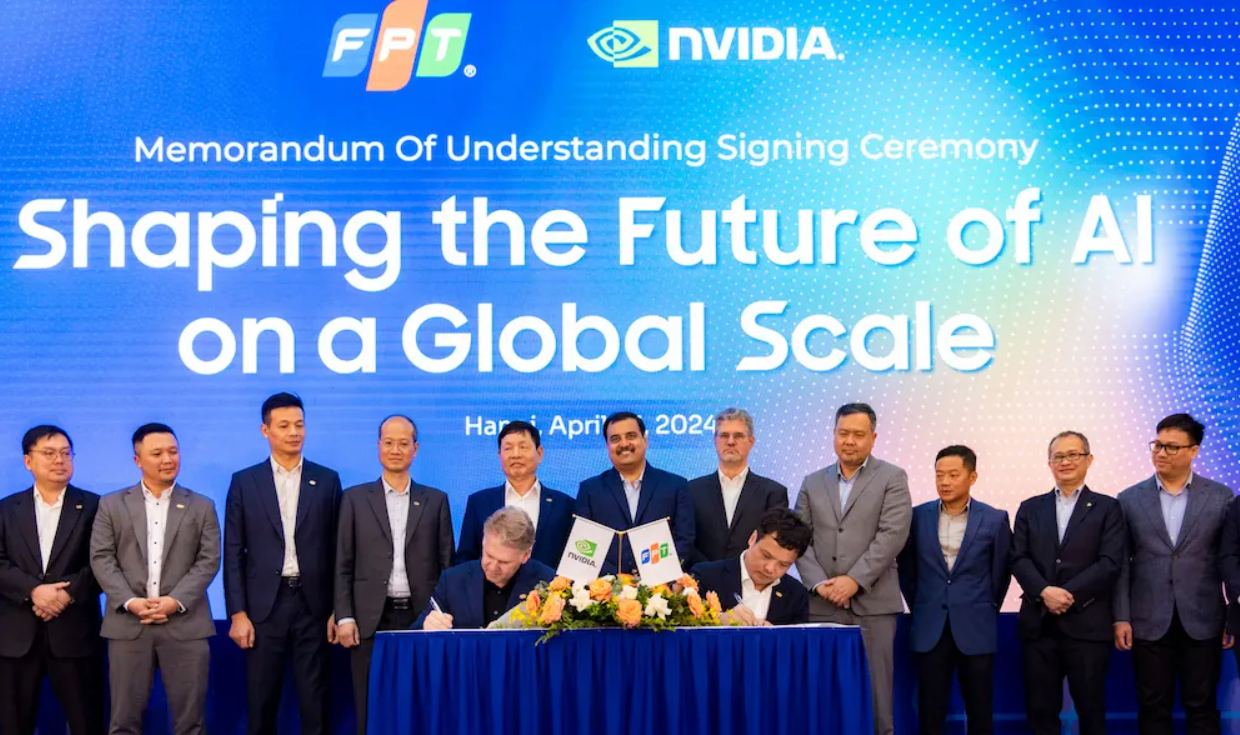 FPT
NVIDIA.
Memorandum Of Understanding Signing Ceremony
Shaping the Future of AI
on a Global Scale
April 2024
NVIDIA.
FPT